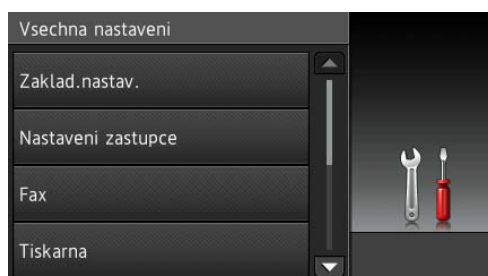 Vsechna nastaveni
Zaklad.nastav.
Nastaveni zastupce
Fax
Tiskarna